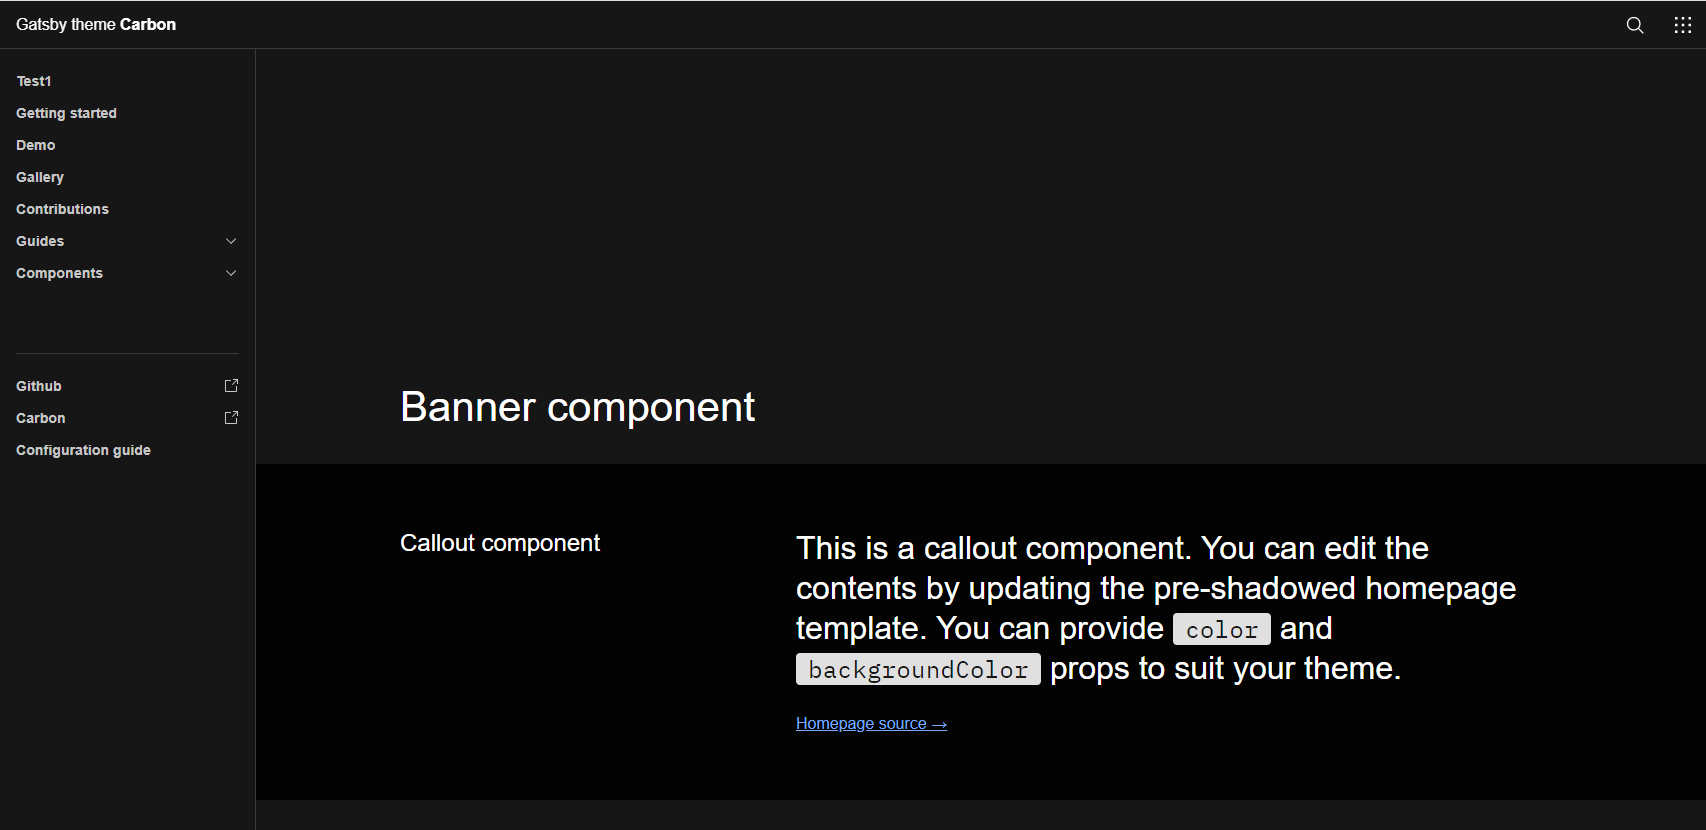 Gatsby theme Carbon
Test1
Getting started
Demo
Gallery
Contributions
Guides
Components
Github
Carbon
Configuration guide
Banner component
Callout component
This is a callout component. You can edit the
contents by updating the pre-shadowed homepage
template. You can provide color and
backgroundColor props to suit your theme.
Homepage source →